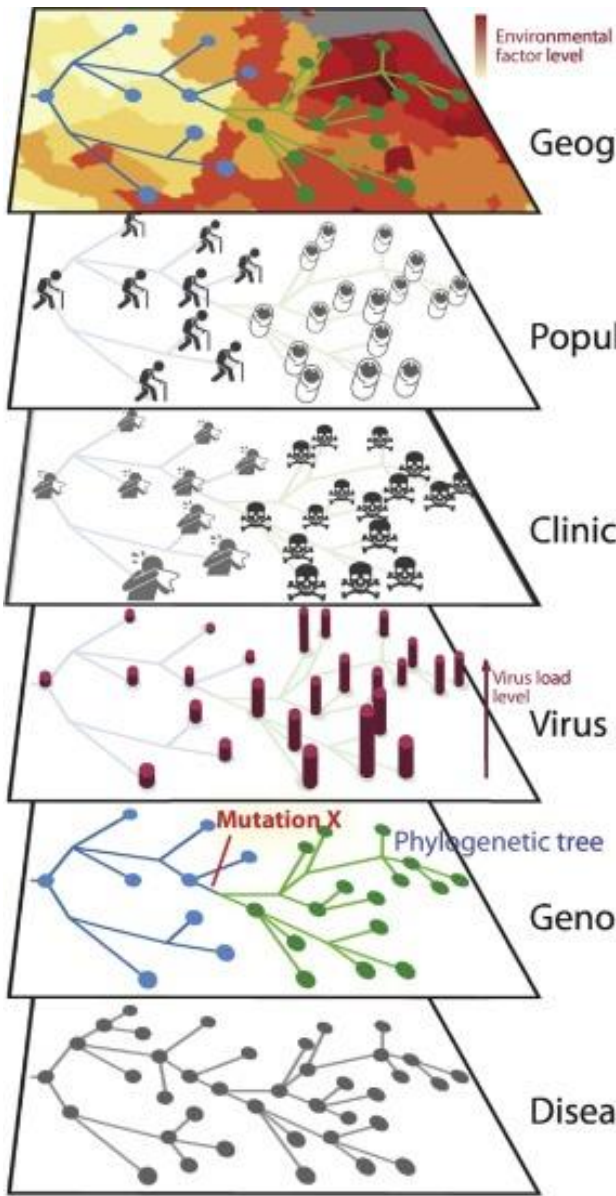 Environmental
factor level
Geog
Popul
Clinic
Virus load
level
Virus
Mutation X
Phylogenetic tree
Geno
Disea